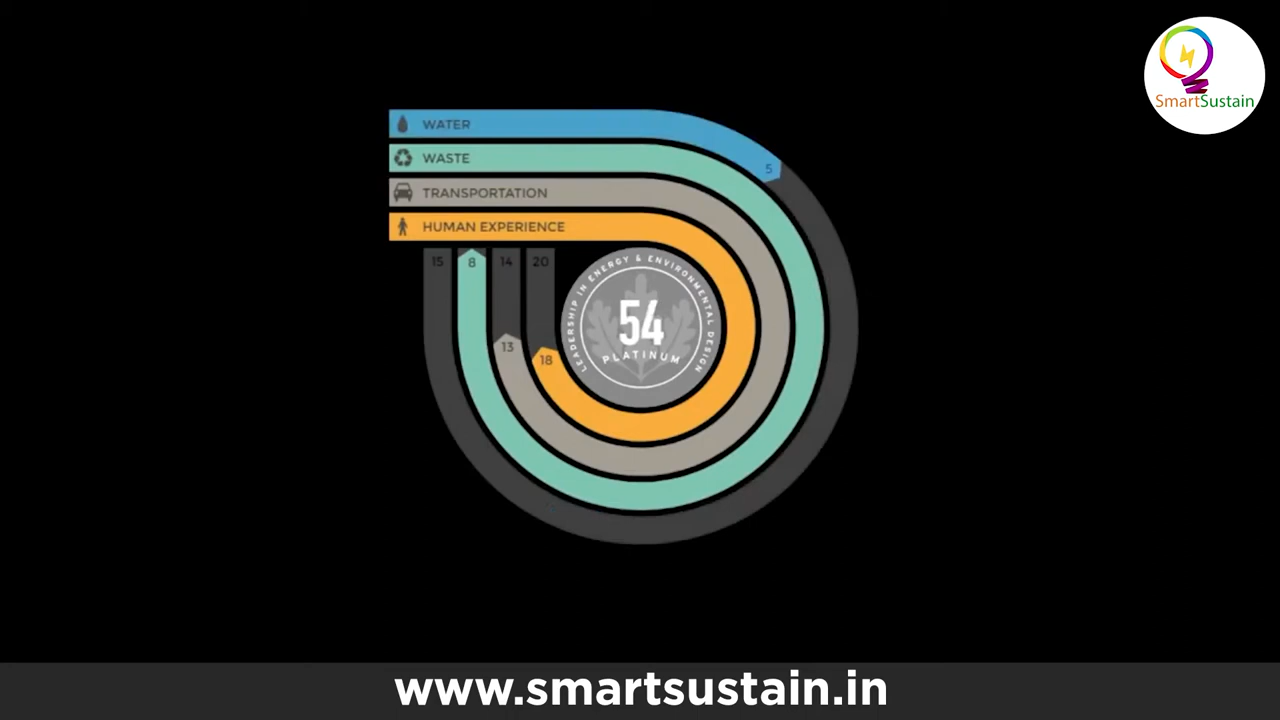 SmartSustain
WATER
5
WASTE
TRANSPORTATION
HUMAN EXPERIENCE
15
8
14
20
13
18
LEADERSHIP IN ENERGY & ENVIRONMENTAL DESIGN
54
PLATINUM
www.smartsustain.in